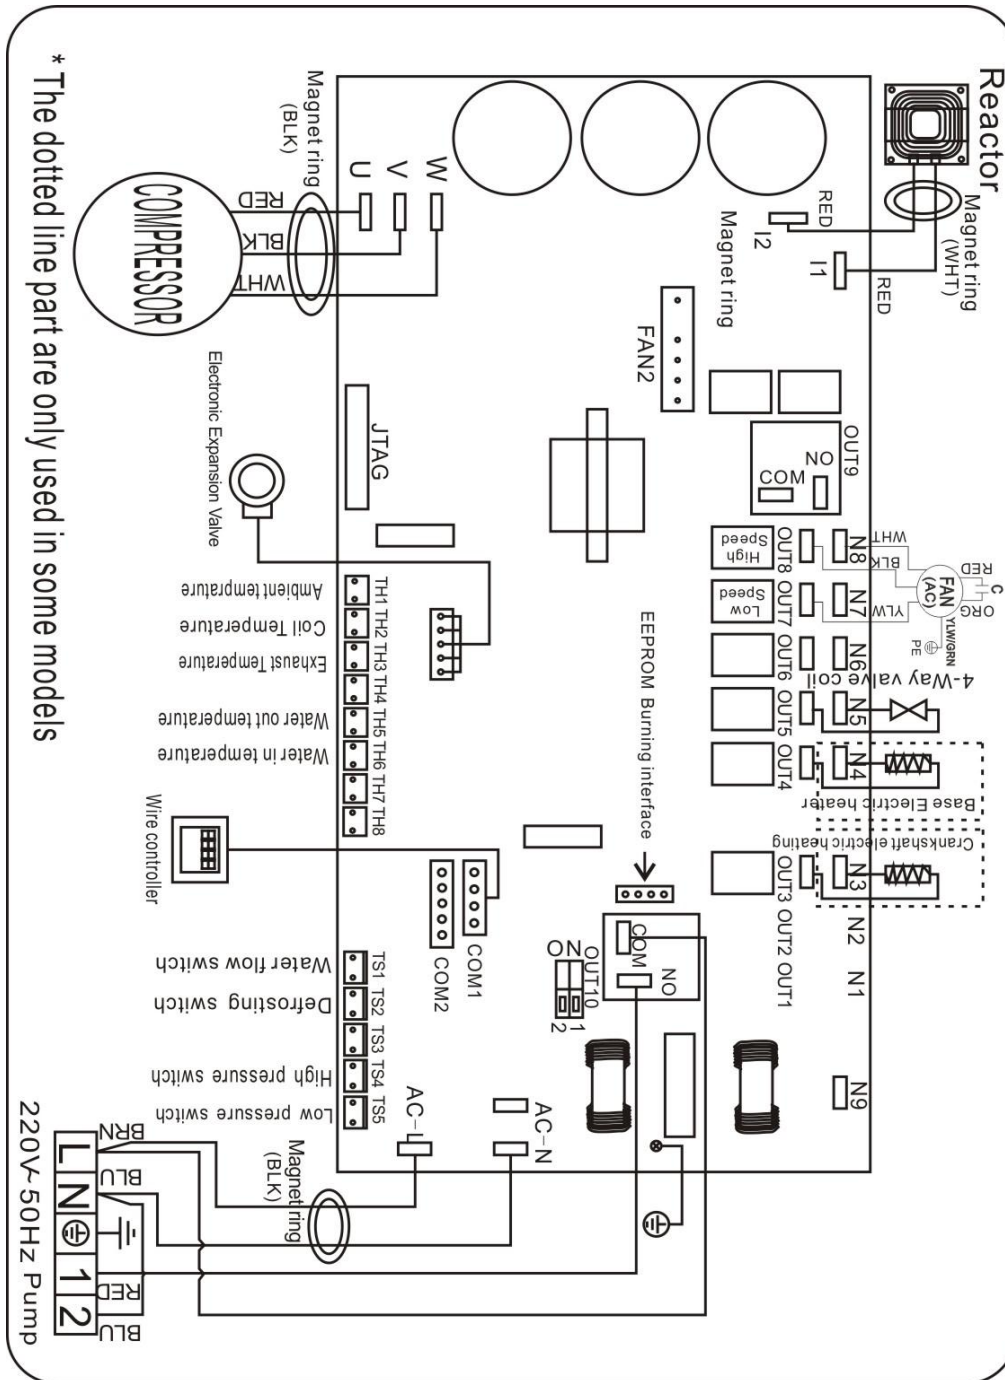 Reactor
Magnet ring
(WHT)
RED
RED
I2
I1
Magnet ring
Magnet ring
(BLK)
U
V
W
RED
BLK
WHT
COMPRESSOR
FAN2
JTAG
Electronic Expansion Valve
OUT9
NO
COM
High
Speed
OUT8
N8
WHT
BLK
Low
Speed
OUT7
N7
YLW
FAN
(AC)
RED
C
ORG
YLW/GRN
PE
OUT6
N6
4-Way valve coil
OUT5
N5
OUT4
N4
Base Electric heater
Crankshaft electric heating
OUT3
N3
OUT2
N2
OUT1
N1
N9
EEPROM Burning interface
COM
NO
OUT10
ON
1
2
Ambient temprature
TH1
Coil Temperature
TH2
Exhaust Temperature
TH3
TH4
Water out temperature
TH5
Water in temperature
TH6
TH7
TH8
Wire controller
COM1
COM2
Water flow switch
TS1
Defrosting switch
TS2
TS3
High pressure switch
TS4
Low pressure switch
TS5
AC-L
AC-N
Magnet ring
(BLK)
BRN
BLU
RED
BLU
L
N
1
2
220V~50Hz Pump
* The dotted line part are only used in some models